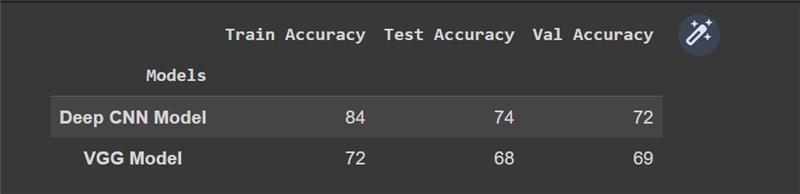 Train Accuracy Test Accuracy Val Accuracy
Models
Deep CNN Model 84 74 72
VGG Model 72 68 69